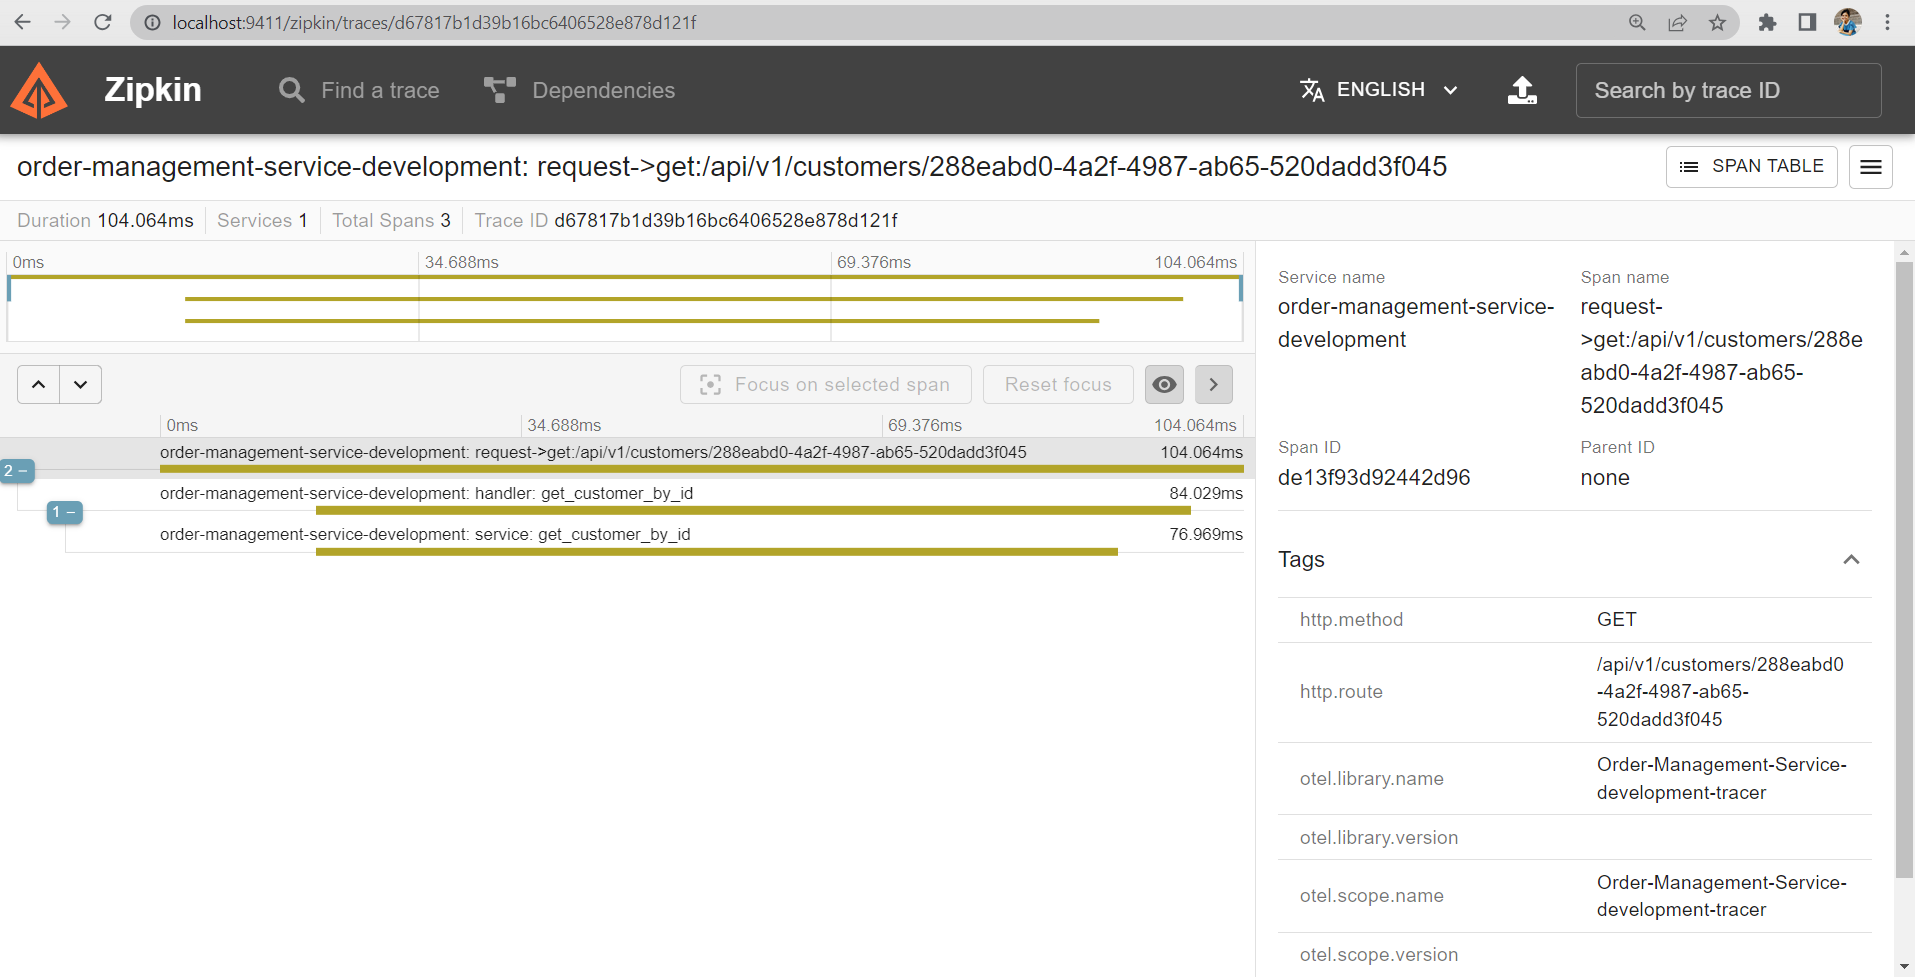 localhost:9411/zipkin/traces/d67817b1d39b16bc6406528e878d121f
Zipkin
Find a trace
Dependencies
ENGLISH
Search by trace ID
order-management-service-development: request->get:/api/v1/customers/288eabd0-4a2f-4987-ab65-520dadd3f045
SPAN TABLE
Duration 104.064ms
Services 1
Total Spans 3
Trace ID d67817b1d39b16bc6406528e878d121f
0ms
34.688ms
69.376ms
104.064ms
Focus on selected span
Reset focus
0ms
34.688ms
69.376ms
104.064ms
order-management-service-development: request->get:/api/v1/customers/288eabd0-4a2f-4987-ab65-520dadd3f045
104.064ms
2 −
order-management-service-development: handler: get_customer_by_id
84.029ms
1 −
order-management-service-development: service: get_customer_by_id
76.969ms
Service name
order-management-service-
development
Span name
request-
>get:/api/v1/customers/288e
abd0-4a2f-4987-ab65-
520dadd3f045
Span ID
de13f93d92442d96
Parent ID
none
Tags
http.method
GET
http.route
/api/v1/customers/288eabd0
-4a2f-4987-ab65-
520dadd3f045
otel.library.name
Order-Management-Service-
development-tracer
otel.library.version
otel.scope.name
Order-Management-Service-
development-tracer
otel.scope.version